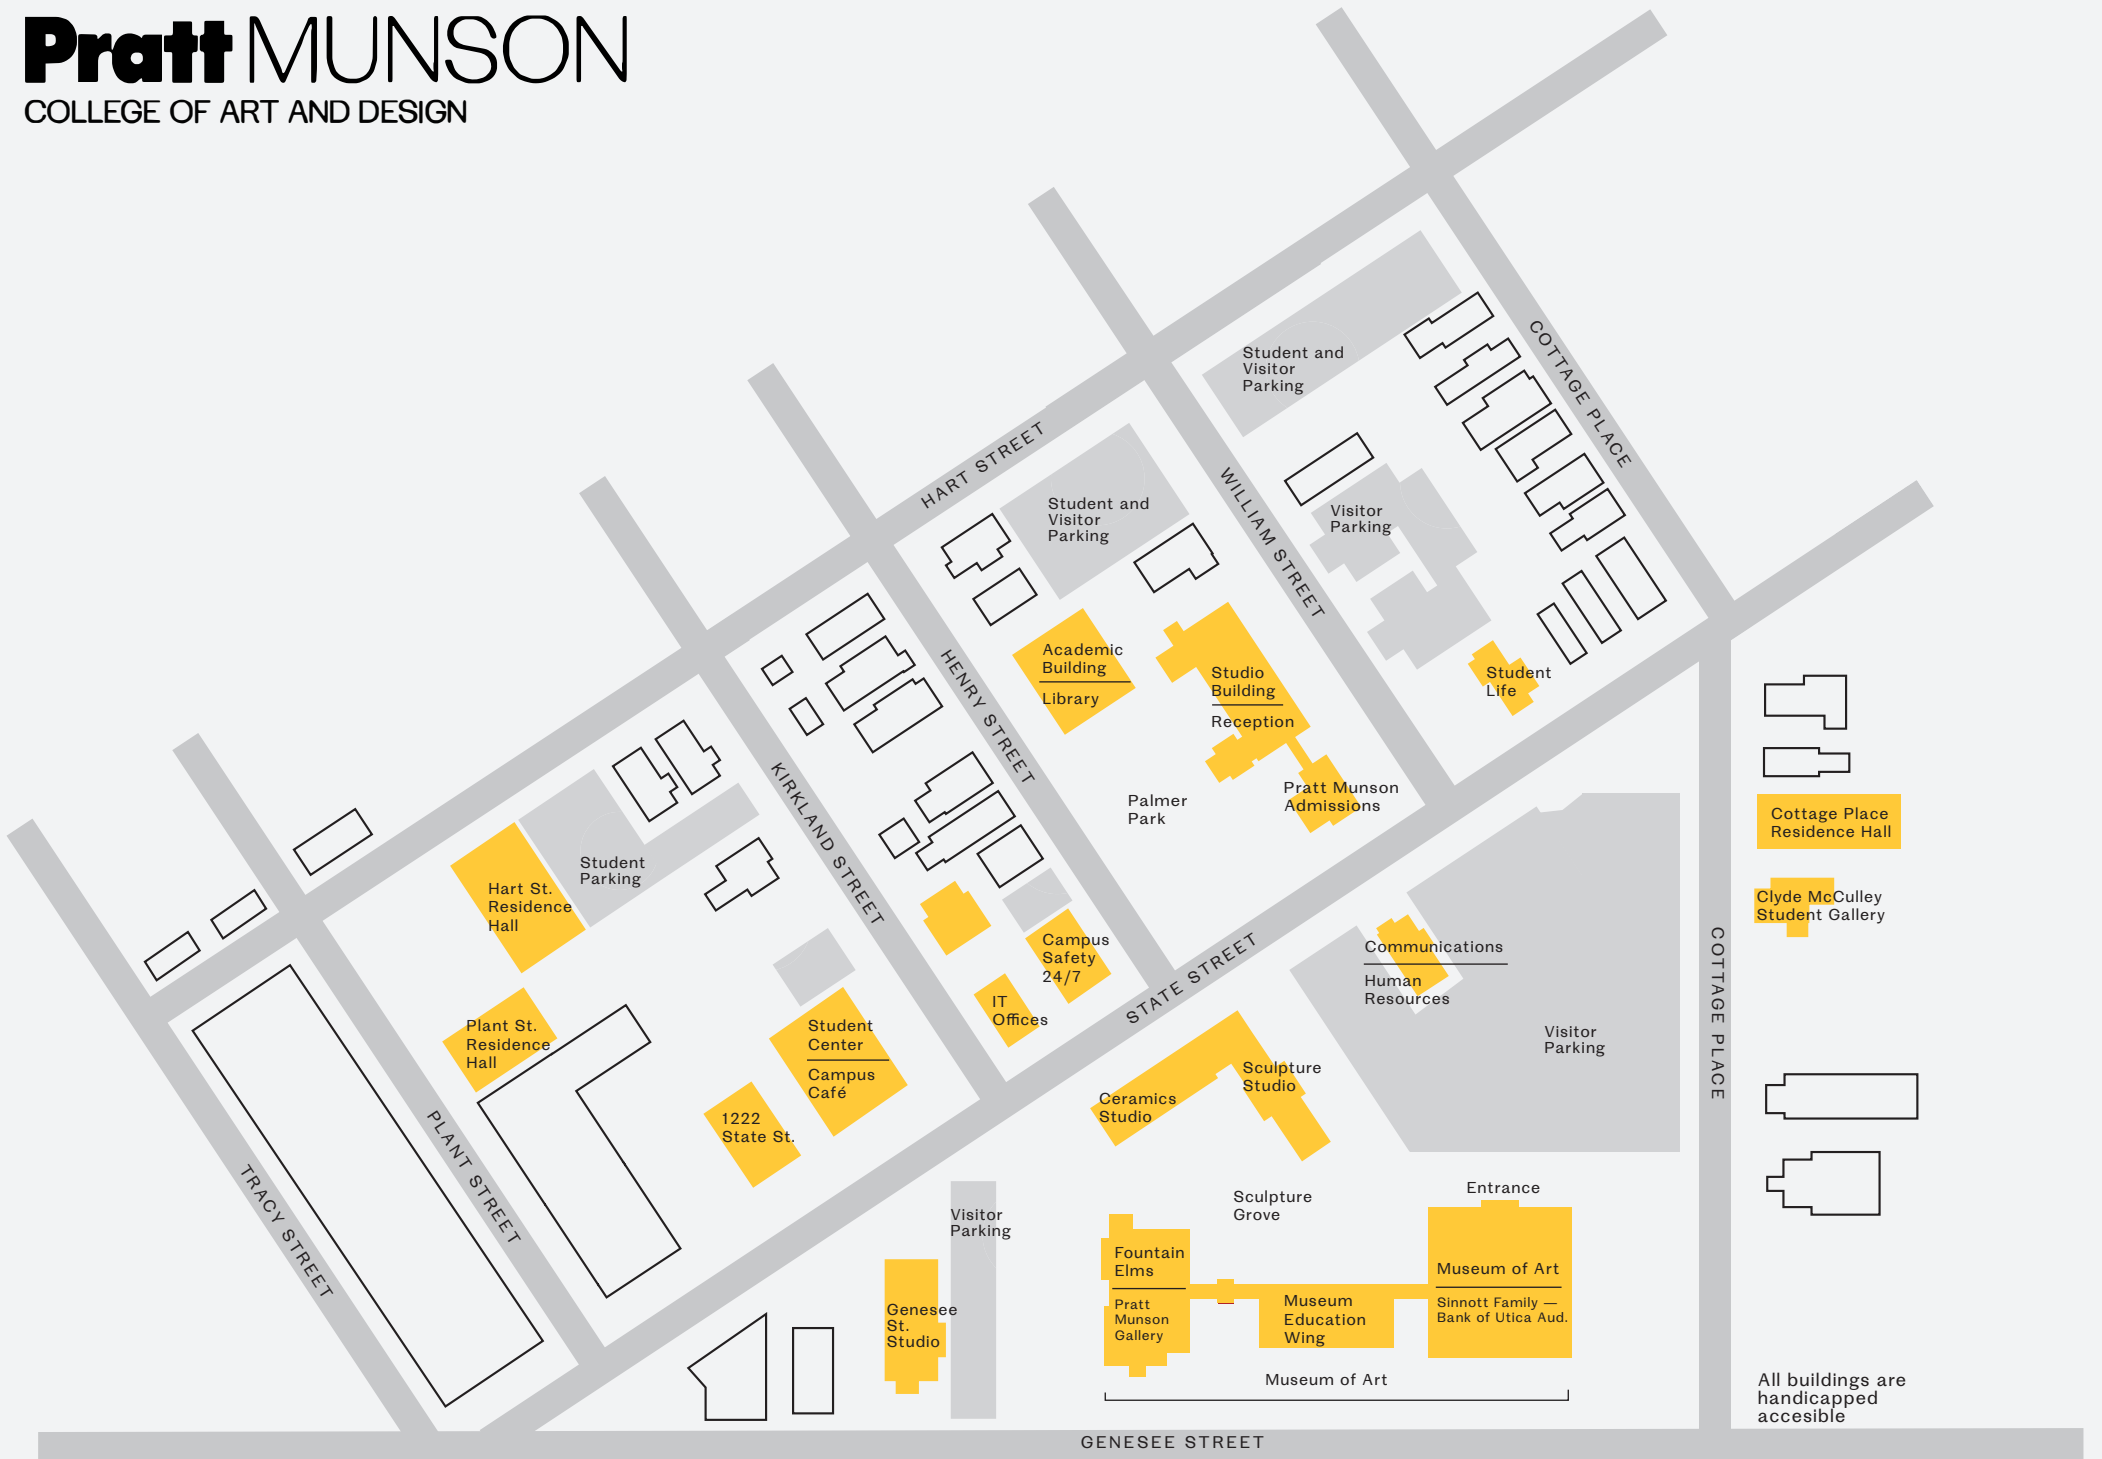 Pratt MUNSON
COLLEGE OF ART AND DESIGN
COTTAGE PLACE
Student and
Visitor
Parking
HART STREET
Student and
Visitor
Parking
WILLIAM STREET
Visitor
Parking
Academic
Building
Library
HENRY STREET
Studio
Building
Reception
Student
Life
Pratt Munson
Admissions
Palmer
Park
KIRKLAND STREET
Student
Parking
Hart St.
Residence
Hall
Cottage Place
Residence Hall
Clyde McCulley
Student Gallery
Campus
Safety
24/7
IT
Offices
STATE STREET
Communications
Human
Resources
Visitor
Parking
COTTAGE PLACE
Plant St.
Residence
Hall
Student
Center
Campus
Café
1222
State St.
Ceramics
Studio
Sculpture
Studio
PLANT STREET
TRACY STREET
Visitor
Parking
Sculpture
Grove
Entrance
Fountain
Elms
Pratt
Munson
Gallery
Museum
Education
Wing
Museum of Art
Sinnott Family —
Bank of Utica Aud.
Genesee
St.
Studio
Museum of Art
All buildings are
handicapped
accesible
GENESEE STREET